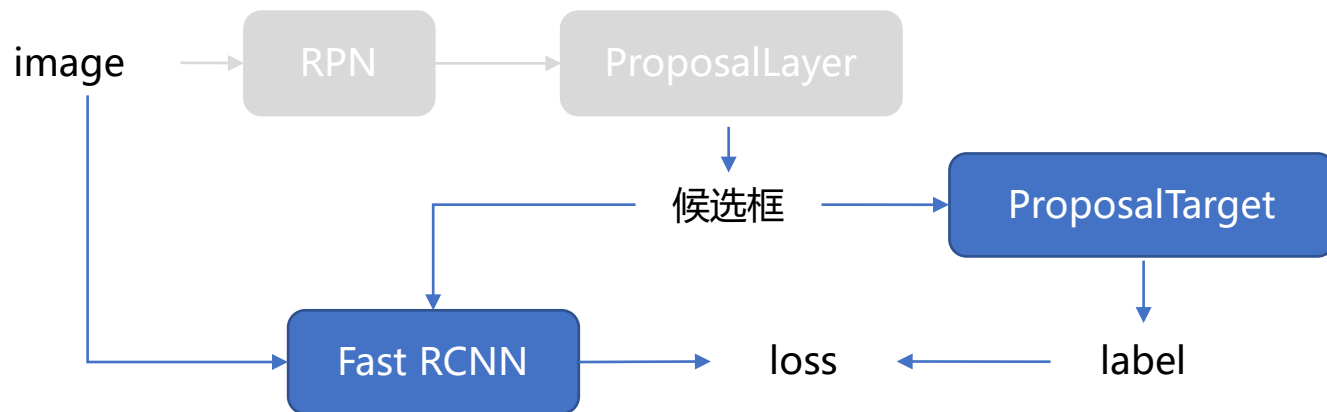 image
RPN
ProposalLayer
候选框
ProposalTarget
Fast RCNN
loss
label